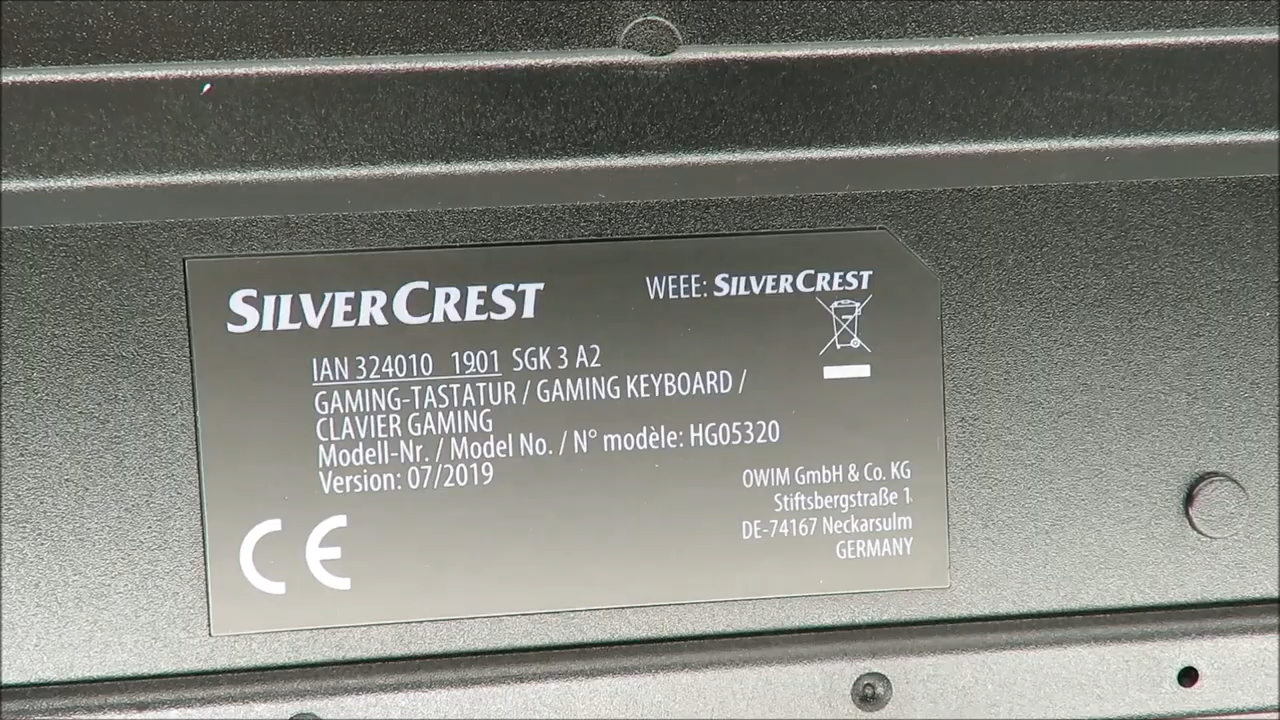 SILVERCREST
WEEE: SILVERCREST
IAN 324010 1901 SGK 3 A2
GAMING-TASTATUR / GAMING KEYBOARD /
CLAVIER GAMING
Modell-Nr. / Model No. / N° modèle: HG05320
Version: 07/2019
CE
OWIM GmbH & Co. KG
Stiftsbergstraße 1
DE-74167 Neckarsulm
GERMANY